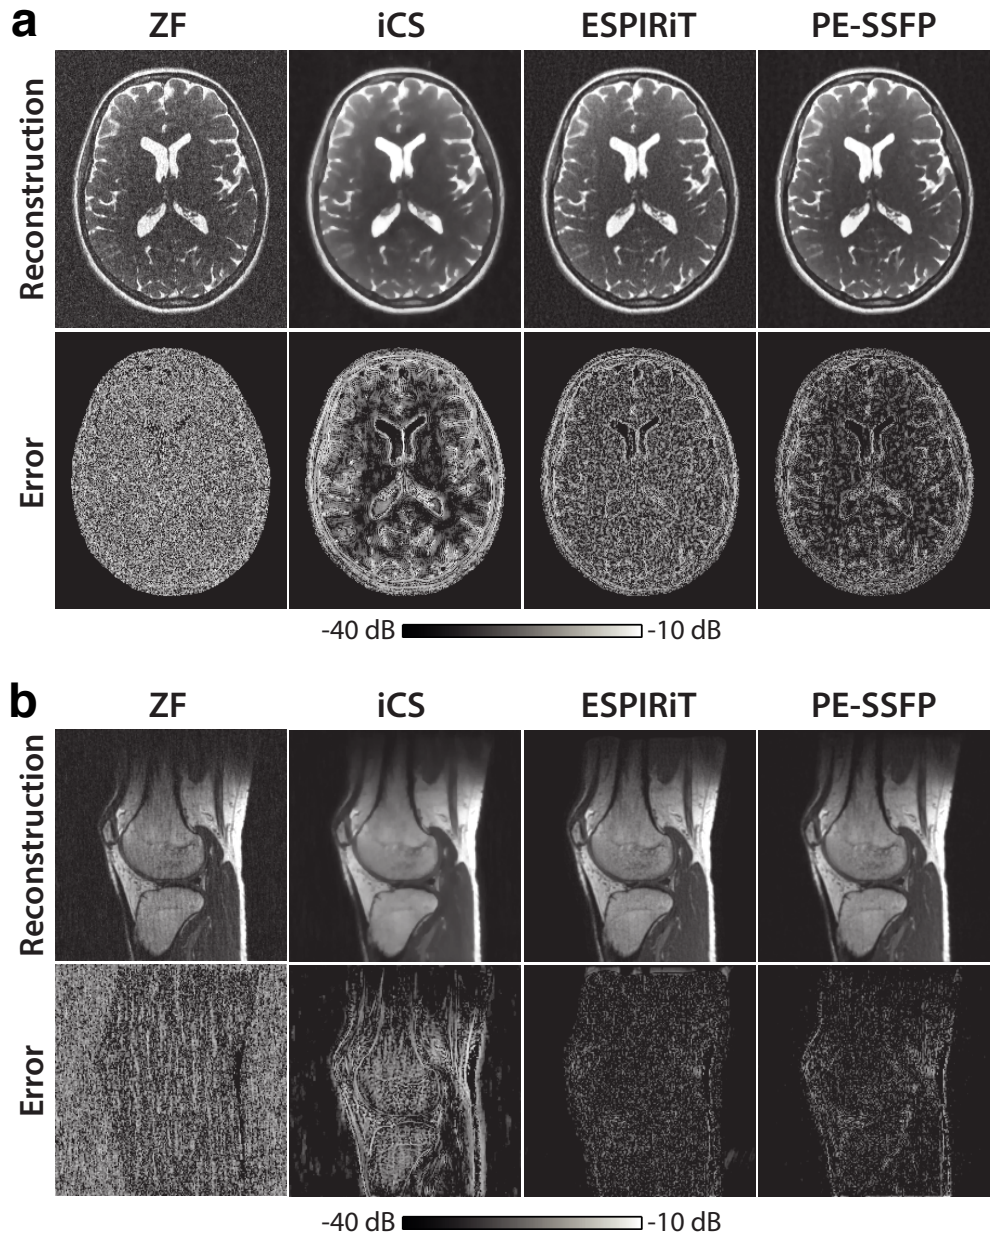 a
ZF iCS ESPIRiT PE-SSFP
Reconstruction
Error
-40 dB -10 dB
b
ZF iCS ESPIRiT PE-SSFP
Reconstruction
Error
-40 dB -10 dB